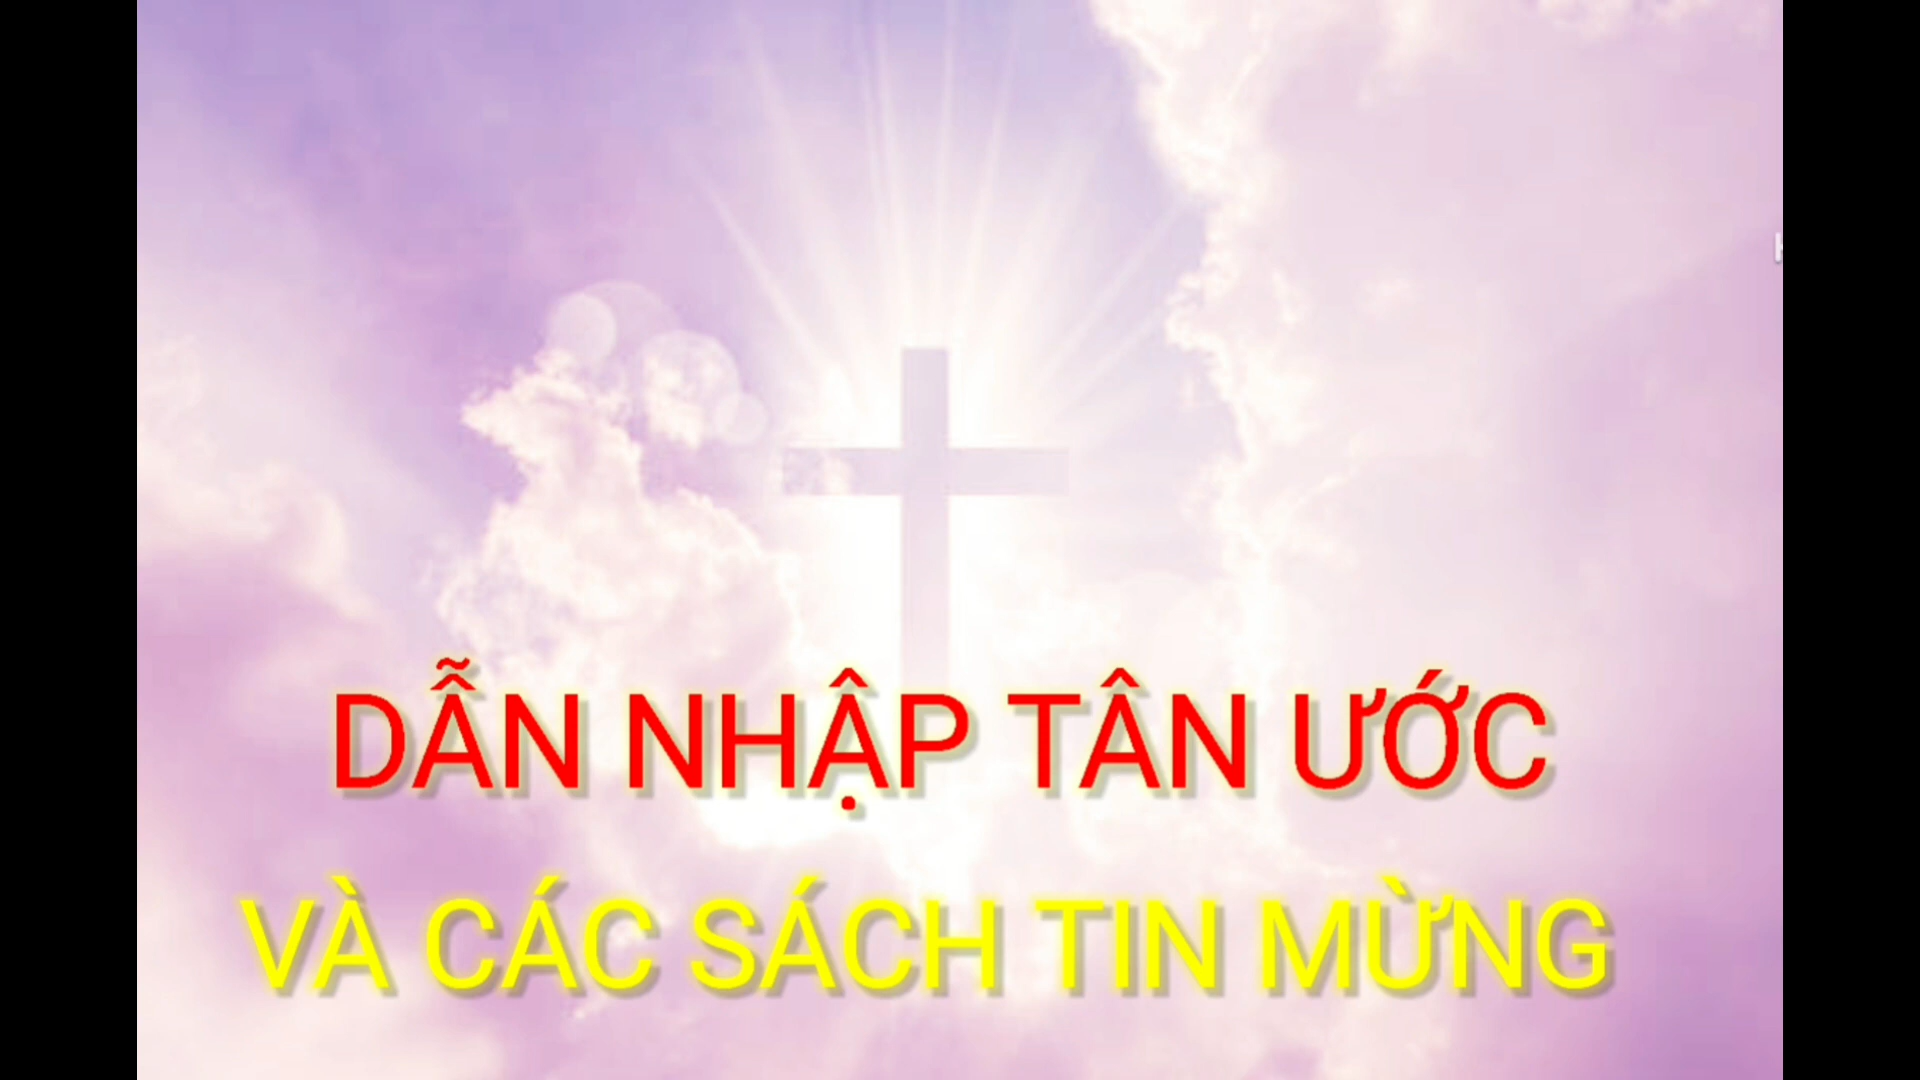 DẪN NHẬP TÂN ƯỚC
VÀ CÁC SÁCH TIN MỪNG